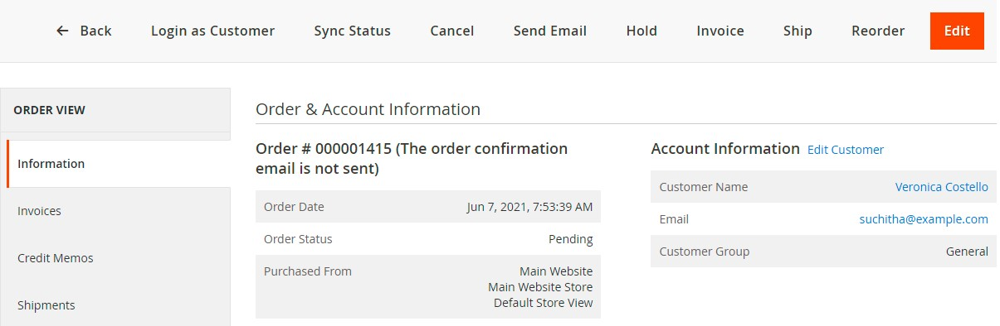 ← Back Login as Customer Sync Status Cancel Send Email Hold Invoice Ship Reorder Edit
ORDER VIEW
Information
Invoices
Credit Memos
Shipments
Order & Account Information
Order # 000001415 (The order confirmation
email is not sent)
Order Date Jun 7, 2021, 7:53:39 AM
Order Status Pending
Purchased From Main Website
Main Website Store
Default Store View
Account Information Edit Customer
Customer Name Veronica Costello
Email suchitha@example.com
Customer Group General